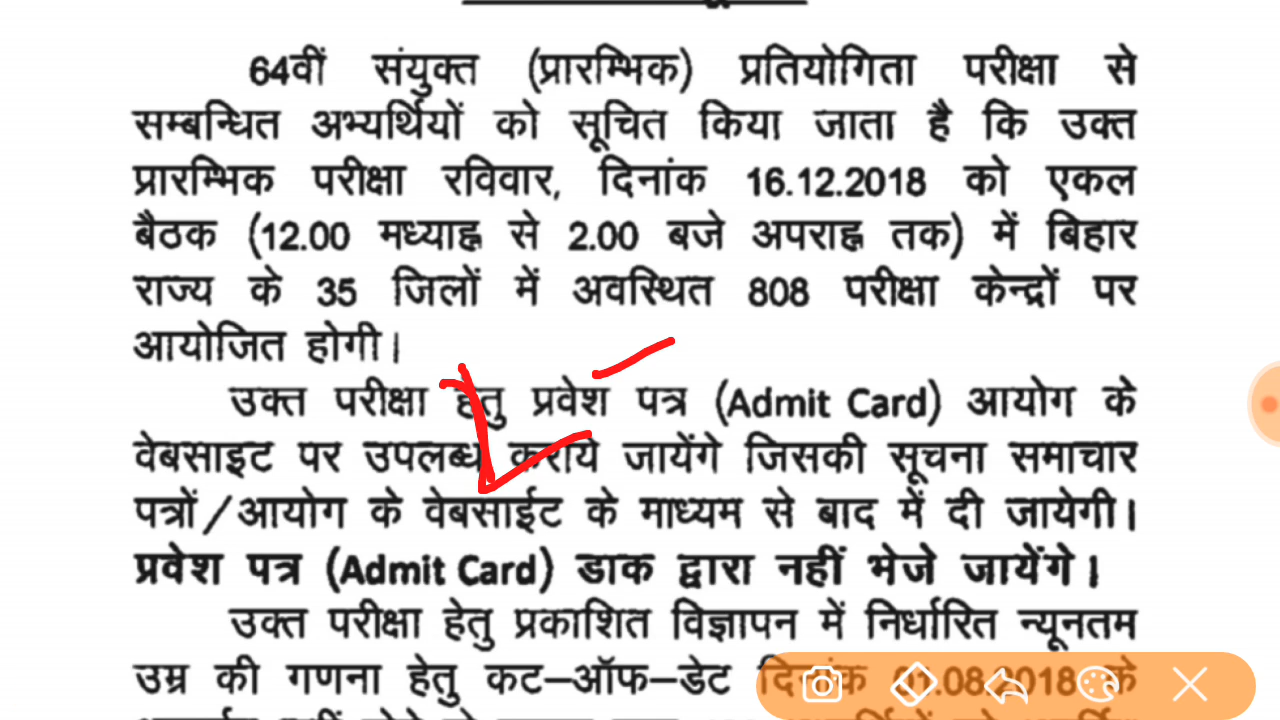 64वीं संयुक्त (प्रारम्भिक) प्रतियोगिता परीक्षा से
सम्बन्धित अभ्यर्थियों को सूचित किया जाता है कि उक्त
प्रारम्भिक परीक्षा रविवार, दिनांक 16.12.2018 को एकल
बैठक (12.00 मध्याह्न से 2.00 बजे अपराह्न तक) में बिहार
राज्य के 35 जिलों में अवस्थित 808 परीक्षा केन्द्रों पर
आयोजित होगी।
उक्त परीक्षा हेतु प्रवेश पत्र (Admit Card) आयोग के
वेबसाइट पर उपलब्ध कराये जायेंगे जिसकी सूचना समाचार
पत्रों/आयोग के वेबसाईट के माध्यम से बाद में दी जायेगी।
प्रवेश पत्र (Admit Card) डाक द्वारा नहीं भेजे जायेंगे।
उक्त परीक्षा हेतु प्रकाशित विज्ञापन में निर्धारित न्यूनतम
उम्र की गणना हेतु कट–ऑफ–डेट दिनांक 01.08.2018 के